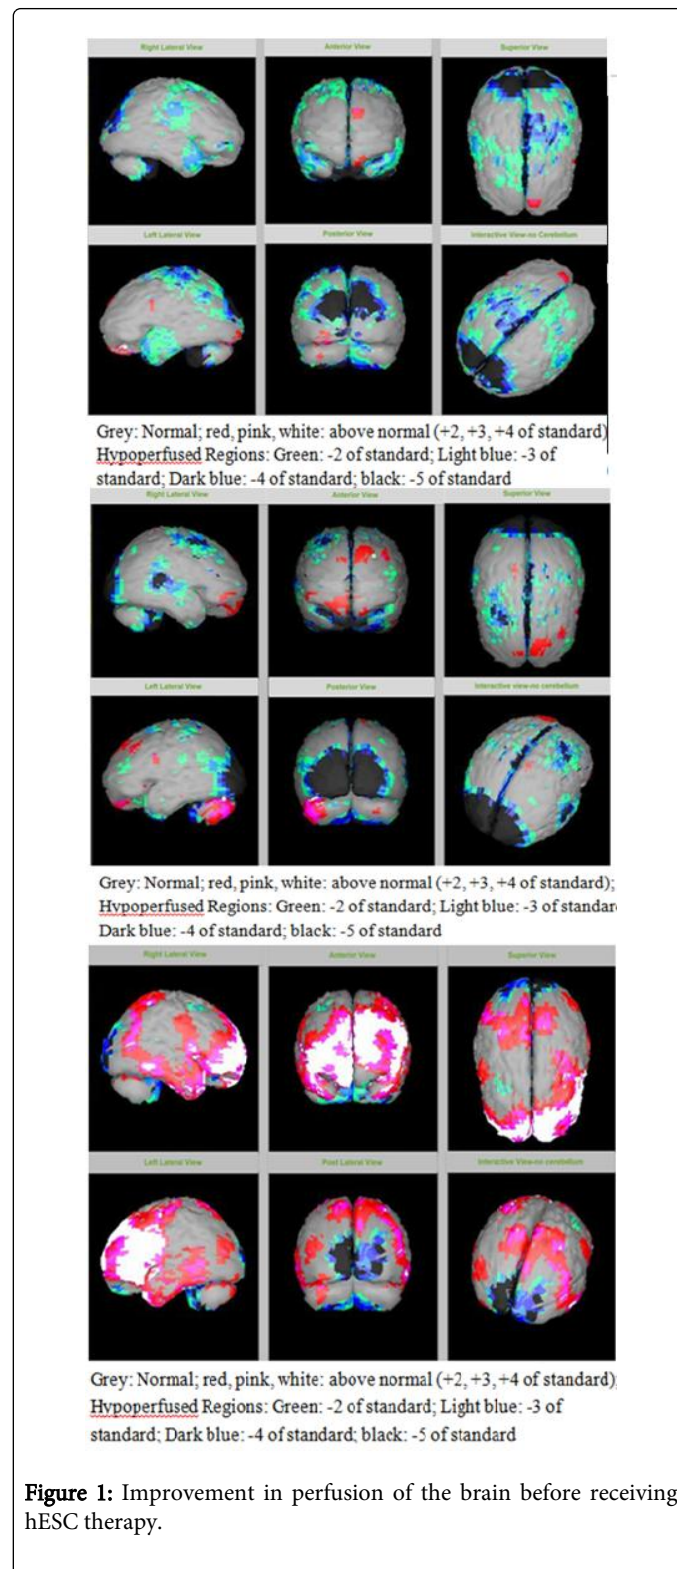 Right Lateral View Anterior View Superior View
Left Lateral View Posterior View Interactive View-no Cerebellum
Grey: Normal; red, pink, white: above normal (+2, +3, +4 of standard)
Hypoperfused Regions: Green: -2 of standard; Light blue: -3 of
standard; Dark blue: -4 of standard; black: -5 of standard
Right Lateral View Anterior View Superior View
Left Lateral View Posterior View Interactive view-no cerebellum
Grey: Normal; red, pink, white: above normal (+2, +3, +4 of standard);
Hypoperfused Regions: Green: -2 of standard; Light blue: -3 of standar
Dark blue: -4 of standard; black: -5 of standard
Right Lateral View Anterior View Superior View
Left Lateral View Post Lateral View Interactive View-no cerebellum
Grey: Normal; red, pink, white: above normal (+2, +3, +4 of standard);
Hypoperfused Regions: Green: -2 of standard; Light blue: -3 of
standard; Dark blue: -4 of standard; black: -5 of standard
Figure 1: Improvement in perfusion of the brain before receiving
hESC therapy.